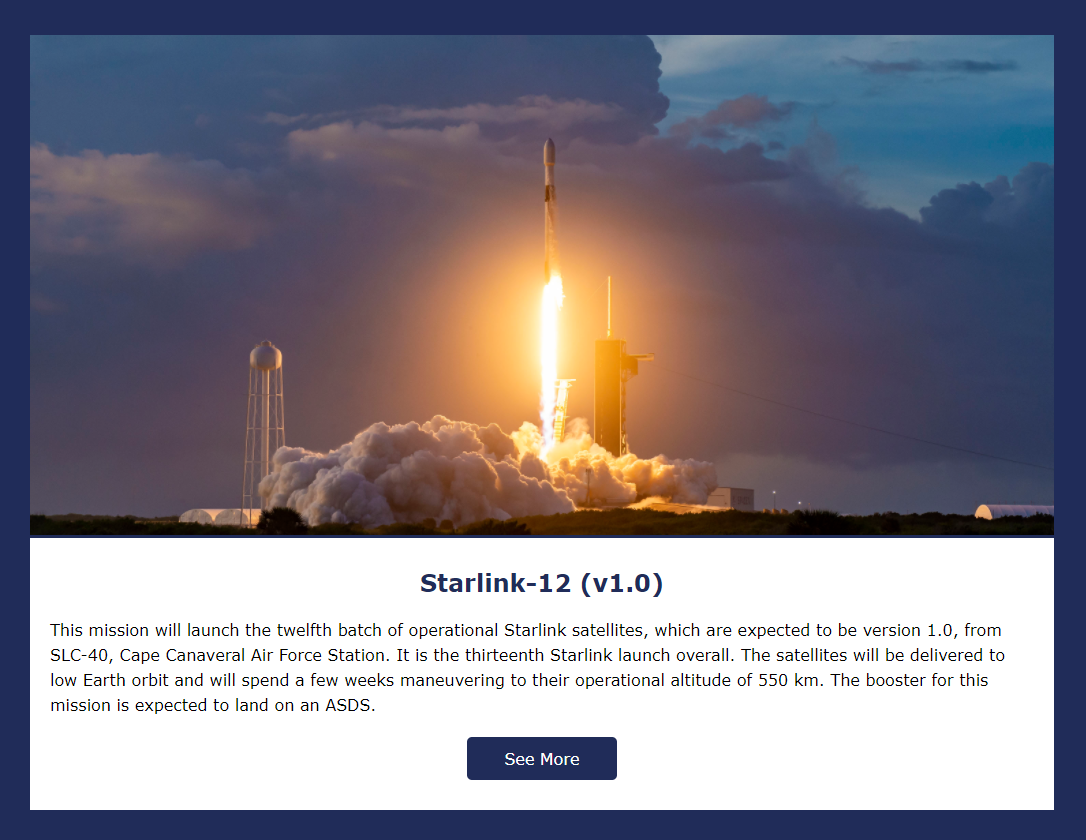 Starlink-12 (v1.0)
This mission will launch the twelfth batch of operational Starlink satellites, which are expected to be version 1.0, from
SLC-40, Cape Canaveral Air Force Station. It is the thirteenth Starlink launch overall. The satellites will be delivered to
low Earth orbit and will spend a few weeks maneuvering to their operational altitude of 550 km. The booster for this
mission is expected to land on an ASDS.
See More